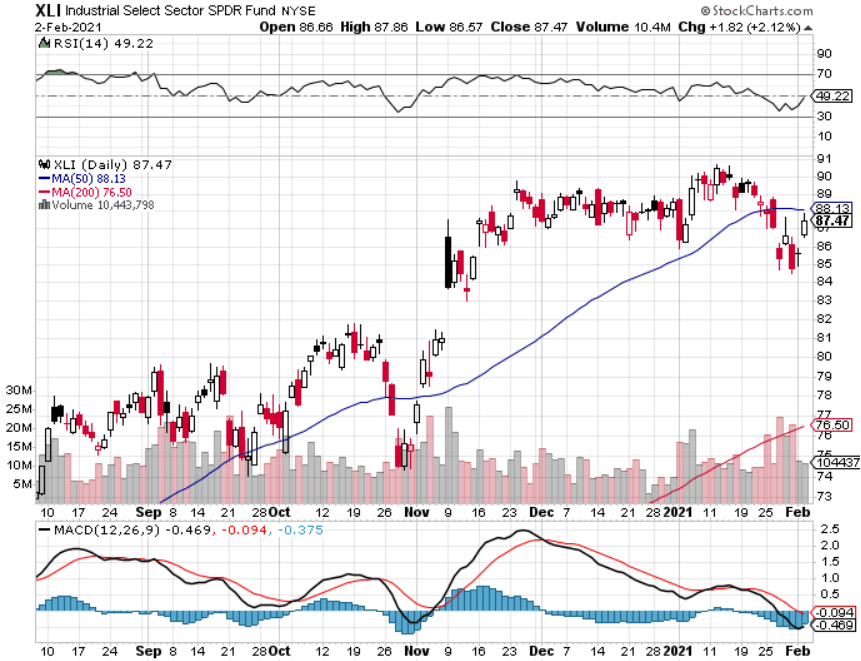 XLI Industrial Select Sector SPDR Fund NYSE © StockCharts.com
2-Feb-2021 Open 86.66 High 87.86 Low 86.57 Close 87.47 Volume 10.4M Chg +1.82 (+2.12%)
RSI(14) 49.22
90
70
49.22
30
10
XLI (Daily) 87.47
MA(50) 88.13
MA(200) 76.50
Volume 10,443,798
91
90
89
88.13
87.47
86
85
84
83
82
81
80
79
78
77
76.50
76
75
74
73
30M
25M
20M
15M
10M
5M
104437
10 17 24 Sep 8 14 21 28 Oct 12 19 26 Nov 9 16 23 Dec 7 14 21 28 2021 11 19 25 Feb
MACD(12,26,9) -0.469, -0.094, -0.375
2.5
2.0
1.5
1.0
0.5
-0.094
-0.469
10 17 24 Sep 8 14 21 28 Oct 12 19 26 Nov 9 16 23 Dec 7 14 21 28 2021 11 19 25 Feb